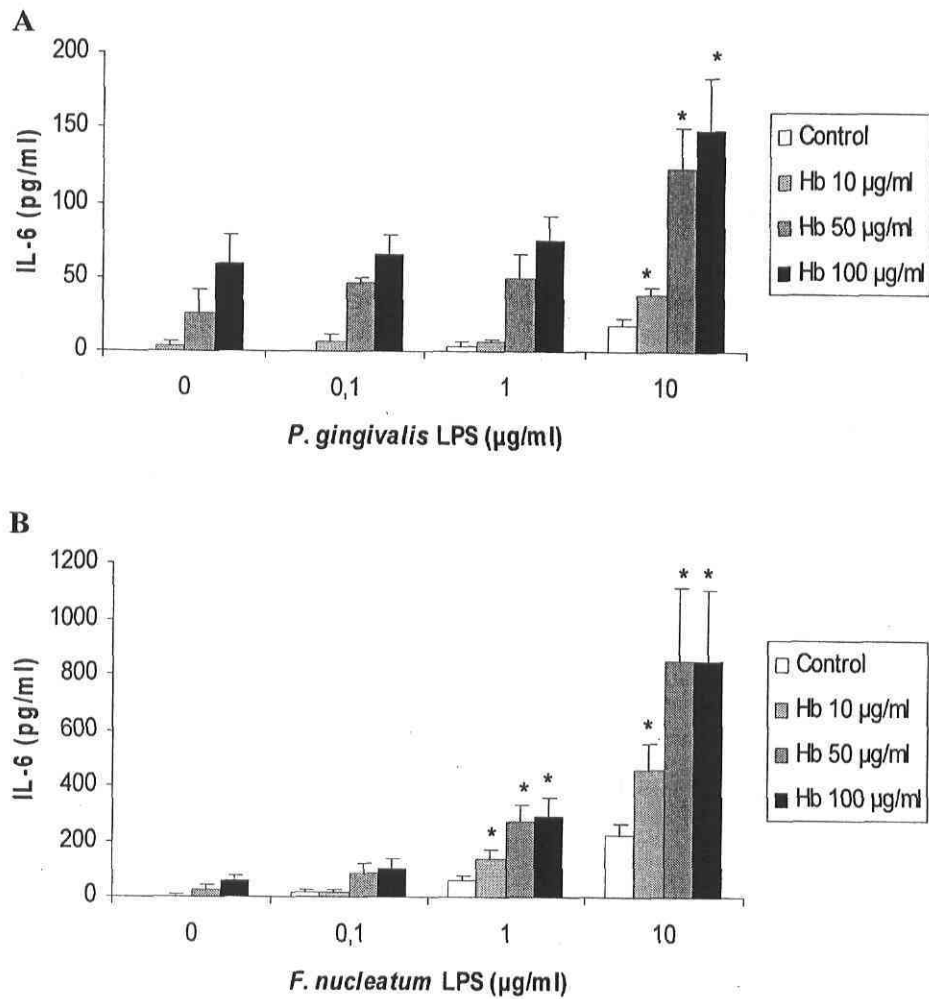 A
200
150
100
50
0
IL-6 (pg/ml)
* * *
0 0,1 1 10
P. gingivalis LPS (µg/ml)
Control
Hb 10 µg/ml
Hb 50 µg/ml
Hb 100 µg/ml
B
1200
1000
800
600
400
200
0
IL-6 (pg/ml)
* * * * * *
0 0,1 1 10
F. nucleatum LPS (µg/ml)
Control
Hb 10 µg/ml
Hb 50 µg/ml
Hb 100 µg/ml